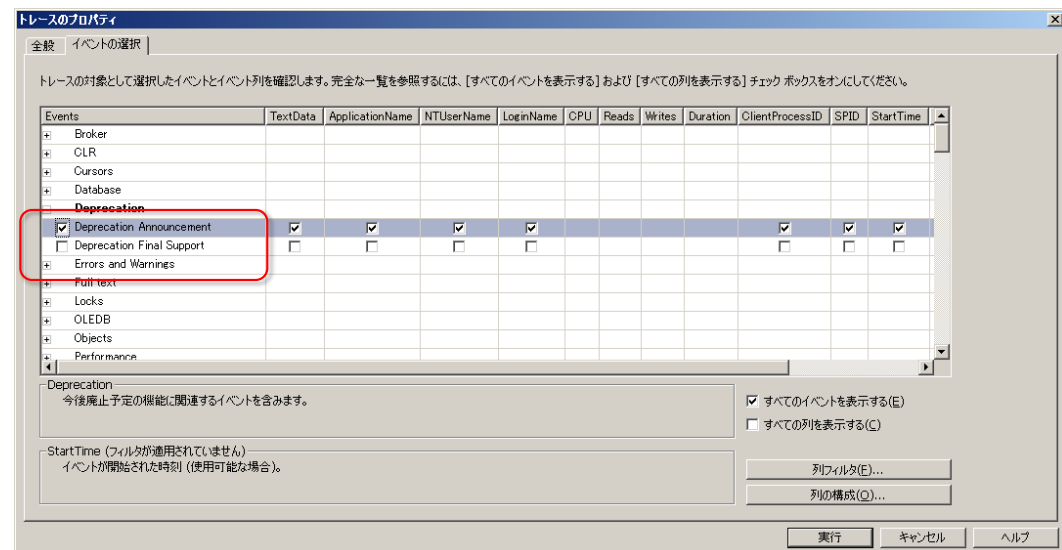 トレースのプロパティ
全般 イベントの選択
トレースの対象として選択したイベントとイベント列を確認します。完全な一覧を参照するには、[すべてのイベントを表示する] および [すべての列を表示する] チェック ボックスをオンにしてください。
Events TextData ApplicationName NTUserName LoginName CPU Reads Writes Duration ClientProcessID SPID StartTime
Broker
CLR
Cursors
Database
Deprecation
Deprecation Announcement
Deprecation Final Support
Errors and Warnings
Full text
Locks
OLEDB
Objects
Performance
Deprecation
今後廃止予定の機能に関連するイベントを含みます。
すべてのイベントを表示する(E)
すべての列を表示する(C)
StartTime (フィルタが適用されていません)
イベントが開始された時刻 (使用可能な場合)。
列フィルタ(F)...
列の構成(O)...
実行 キャンセル ヘルプ